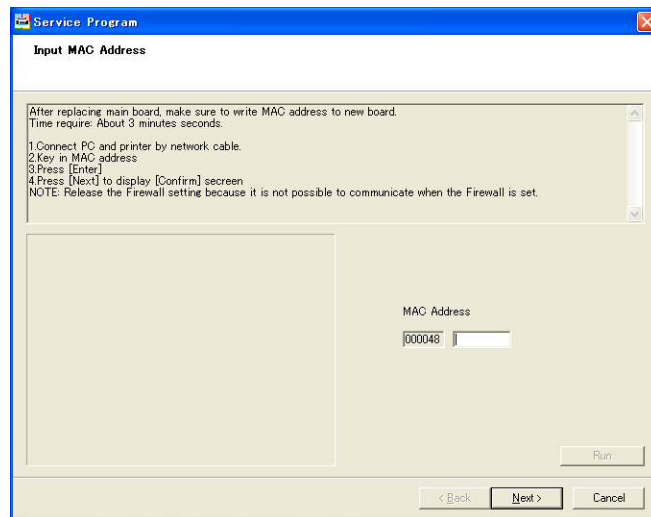 Service Program
Input MAC Address
After replacing main board, make sure to write MAC address to new board.
Time require: About 3 minutes seconds.
1.Connect PC and printer by network cable.
2.Key in MAC address
3.Press [Enter]
4.Press [Next] to display [Confirm] secreen
NOTE: Release the Firewall setting because it is not possible to communicate when the Firewall is set.
MAC Address
000048
Run
< Back
Next >
Cancel